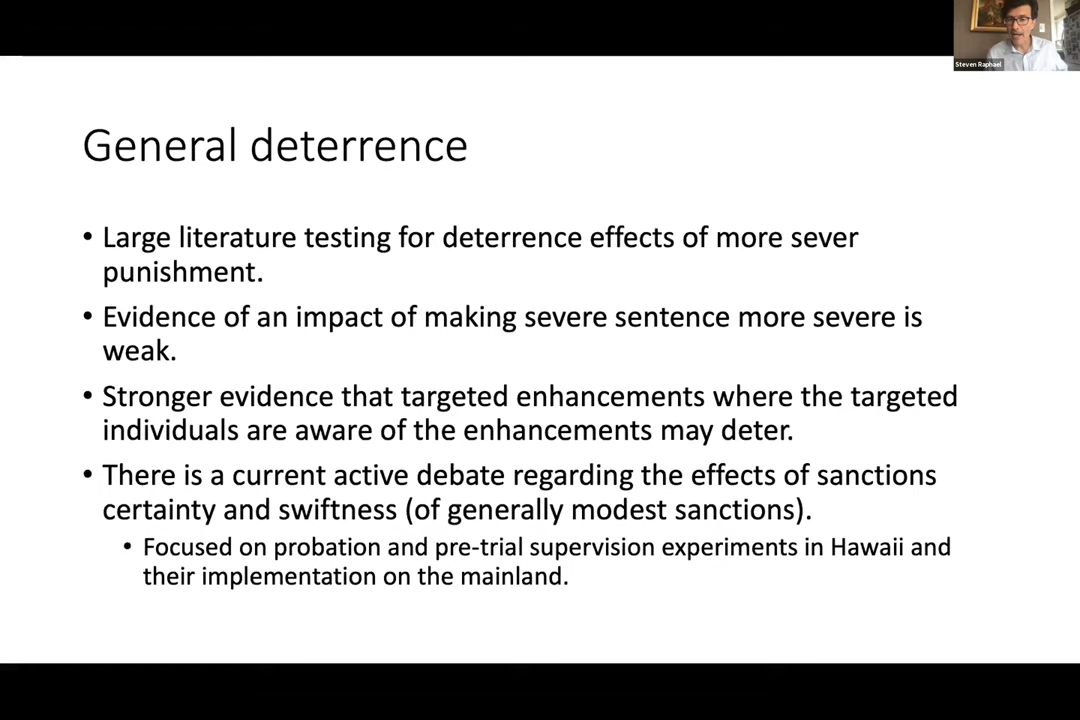 Steven Raphael
General deterrence
• Large literature testing for deterrence effects of more sever
punishment.
• Evidence of an impact of making severe sentence more severe is
weak.
• Stronger evidence that targeted enhancements where the targeted
individuals are aware of the enhancements may deter.
• There is a current active debate regarding the effects of sanctions
certainty and swiftness (of generally modest sanctions).
• Focused on probation and pre-trial supervision experiments in Hawaii and
their implementation on the mainland.